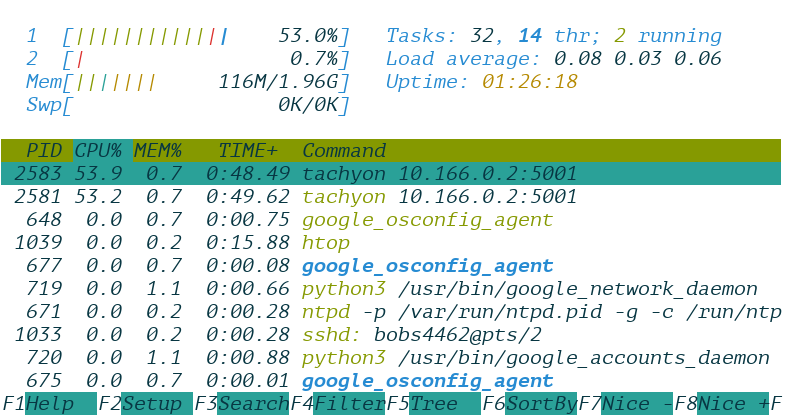 1 [||||||||||||| 53.0%] Tasks: 32, 14 thr; 2 running
2 [| 0.7%] Load average: 0.08 0.03 0.06
Mem[||||||| 116M/1.96G] Uptime: 01:26:18
Swp[ 0K/0K]
PID CPU% MEM% TIME+ Command
2583 53.9 0.7 0:48.49 tachyon 10.166.0.2:5001
2581 53.2 0.7 0:49.62 tachyon 10.166.0.2:5001
648 0.0 0.7 0:00.75 google_osconfig_agent
1039 0.0 0.2 0:15.88 htop
677 0.0 0.7 0:00.08 google_osconfig_agent
719 0.0 1.1 0:00.66 python3 /usr/bin/google_network_daemon
671 0.0 0.2 0:00.28 ntpd -p /var/run/ntpd.pid -g -c /run/ntp
1033 0.0 0.2 0:00.28 sshd: bobs4462@pts/2
720 0.0 1.1 0:00.88 python3 /usr/bin/google_accounts_daemon
675 0.0 0.7 0:00.01 google_osconfig_agent
F1Help F2Setup F3SearchF4FilterF5Tree F6SortByF7Nice -F8Nice +F